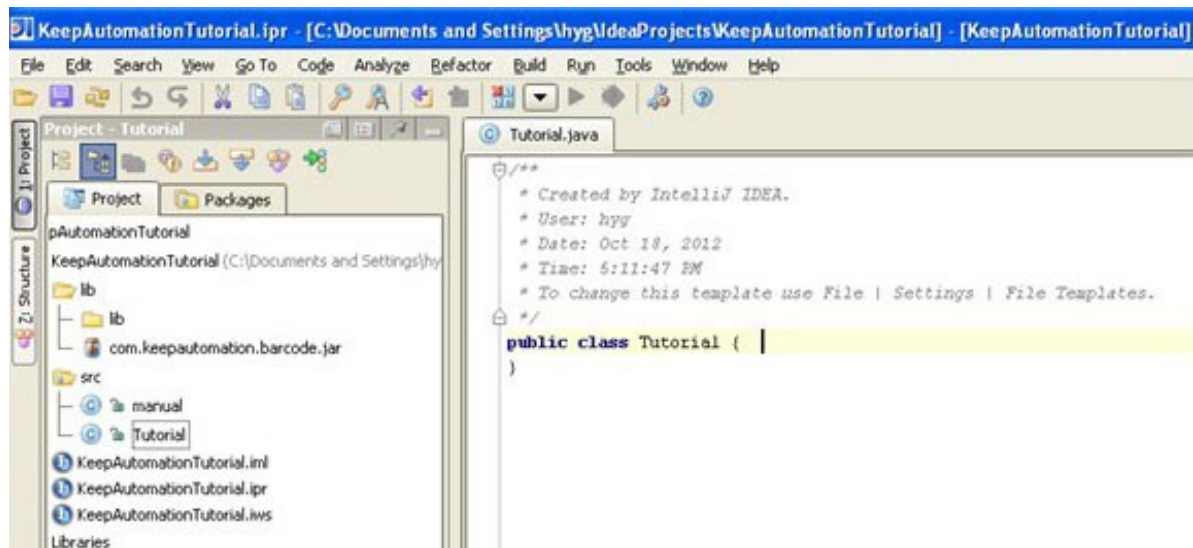 KeepAutomationTutorial.ipr - [C:\Documents and Settings\hyg\IdeaProjects\KeepAutomationTutorial] - [KeepAutomationTutorial]
File Edit Search View Go To Code Analyze Refactor Build Run Tools Window Help
1: Project
Z: Structure
Project - Tutorial
Project Packages
pAutomationTutorial
KeepAutomationTutorial (C:\Documents and Settings\hy
lib
lib
com.keepautomation.barcode.jar
src
manual
Tutorial
KeepAutomationTutorial.iml
KeepAutomationTutorial.ipr
KeepAutomationTutorial.iws
Libraries
Tutorial.java
/**
* Created by IntelliJ IDEA.
* User: hyg
* Date: Oct 18, 2012
* Time: 5:11:47 PM
* To change this template use File | Settings | File Templates.
*/
public class Tutorial {
}